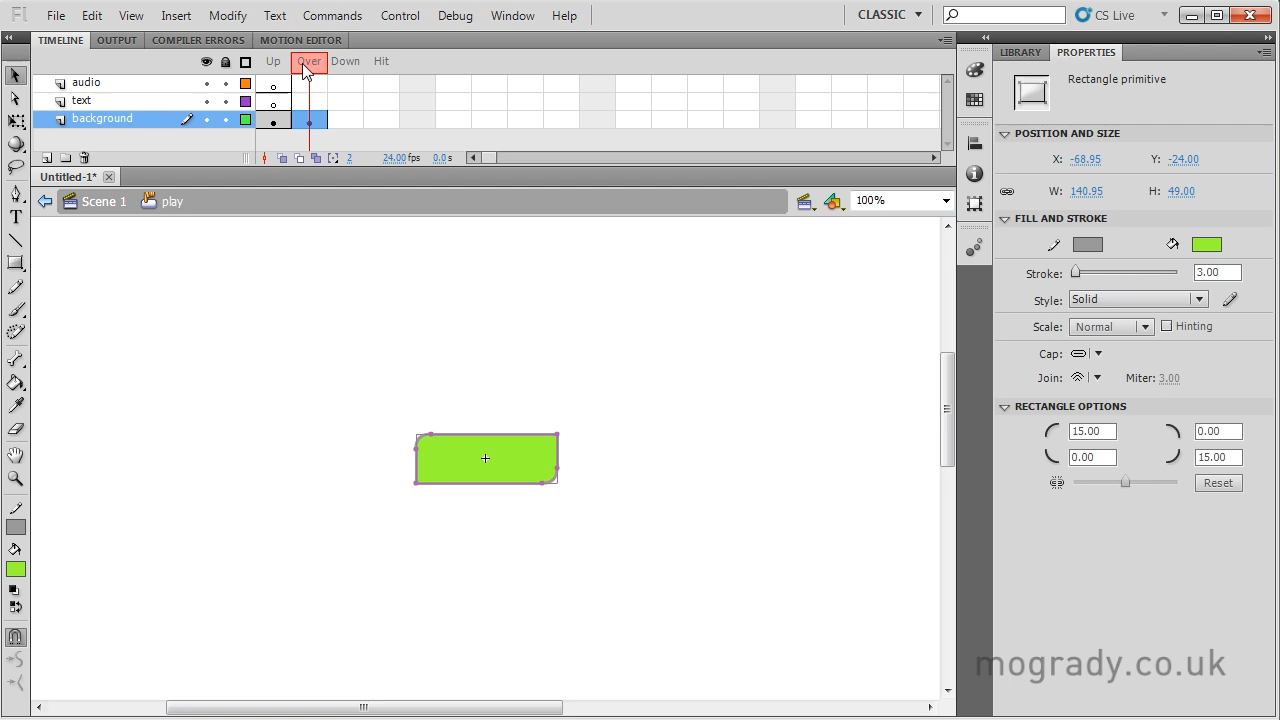 Fl File Edit View Insert Modify Text Commands Control Debug Window Help CLASSIC CS Live
TIMELINE OUTPUT COMPILER ERRORS MOTION EDITOR
Up Over Down Hit
audio
text
background
2 24.00 fps 0.0 s
Untitled-1*
Scene 1 play 100%
LIBRARY PROPERTIES
Rectangle primitive
POSITION AND SIZE
X: -68.95 Y: -24.00
W: 140.95 H: 49.00
FILL AND STROKE
Stroke: 3.00
Style: Solid
Scale: Normal Hinting
Cap:
Join: Miter: 3.00
RECTANGLE OPTIONS
15.00 0.00
0.00 15.00
Reset
mogrady.co.uk